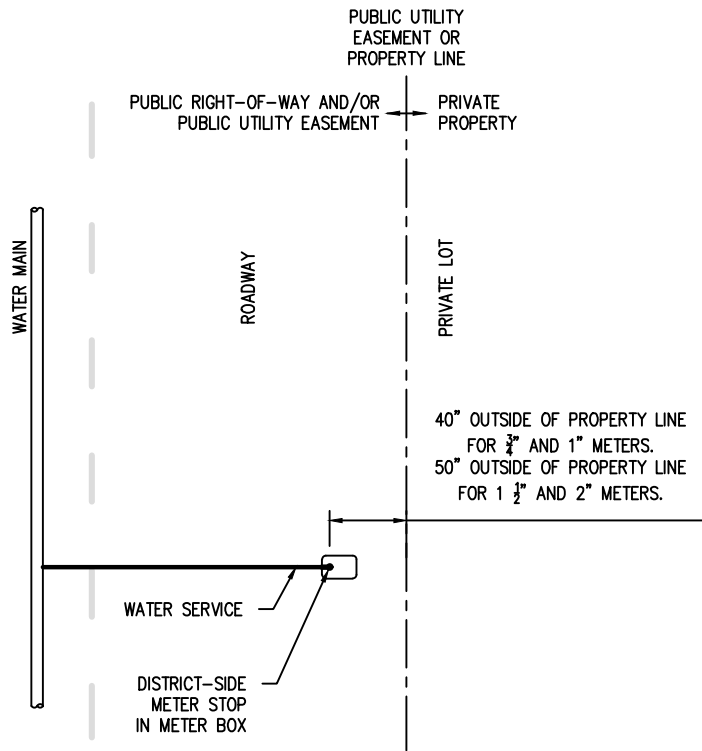 PUBLIC UTILITY
EASEMENT OR
PROPERTY LINE
PUBLIC RIGHT-OF-WAY AND/OR
PUBLIC UTILITY EASEMENT
PRIVATE
PROPERTY
WATER MAIN
ROADWAY
PRIVATE LOT
40" OUTSIDE OF PROPERTY LINE
FOR 3/4" AND 1" METERS.
50" OUTSIDE OF PROPERTY LINE
FOR 1 1/2" AND 2" METERS.
WATER SERVICE
DISTRICT-SIDE
METER STOP
IN METER BOX